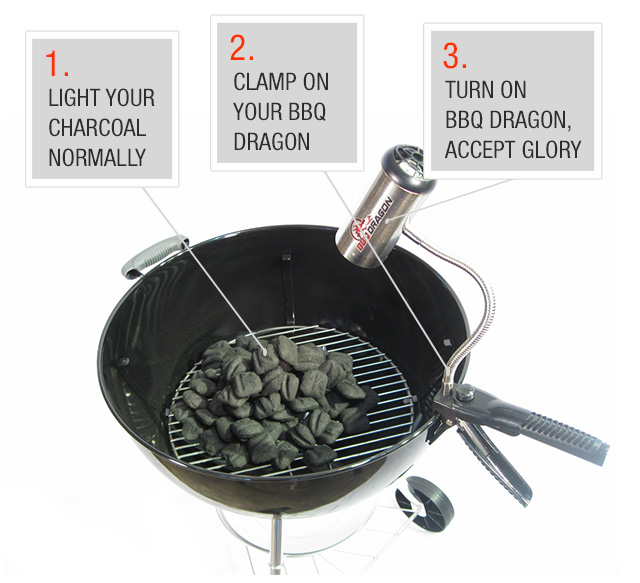 1.
LIGHT YOUR
CHARCOAL
NORMALLY
2.
CLAMP ON
YOUR BBQ
DRAGON
3.
TURN ON
BBQ DRAGON,
ACCEPT GLORY
BBQ DRAGON